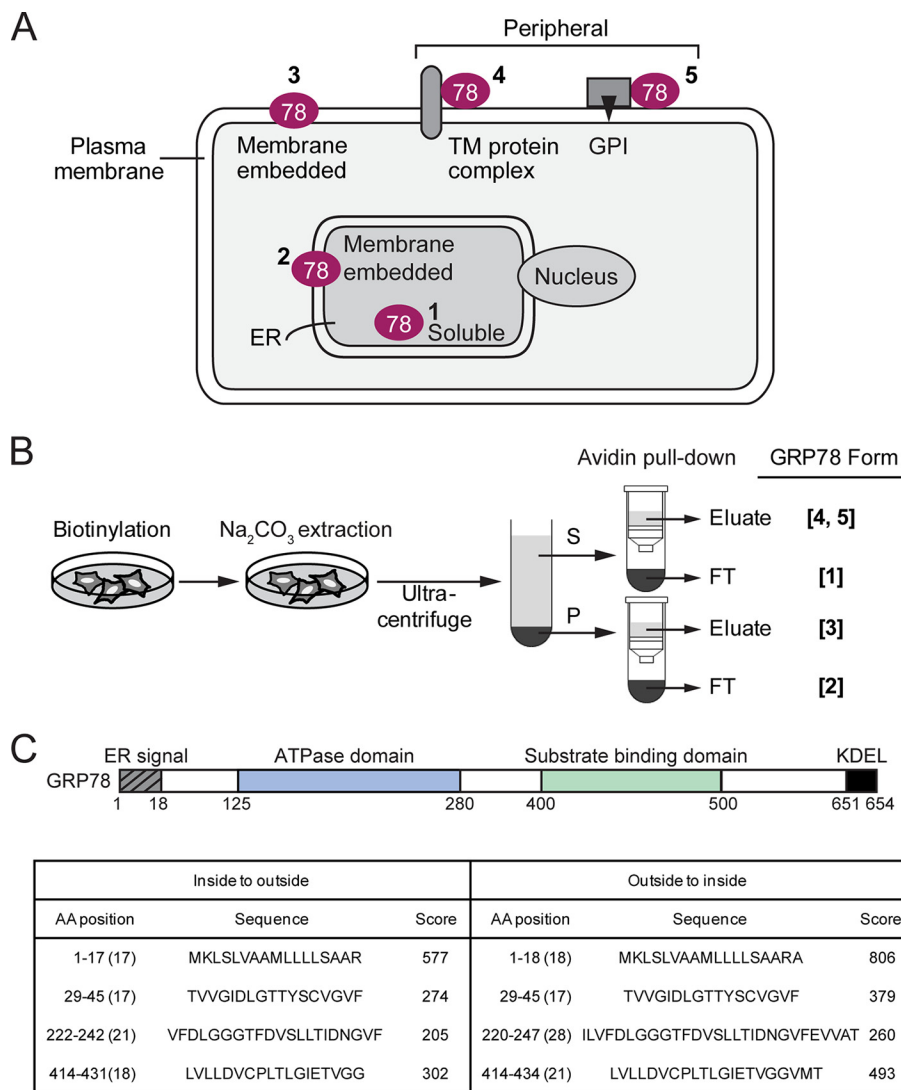 A
Peripheral
3
4
5
78
78
78
Plasma
membrane
Membrane
embedded
TM protein
complex
GPI
2
78
Membrane
embedded
Nucleus
78
1
Soluble
ER
B
Avidin pull-down
GRP78 Form
Biotinylation
Na2CO3 extraction
Ultra-
centrifuge
S
P
Eluate
[4, 5]
FT
[1]
Eluate
[3]
FT
[2]
C
ER signal
ATPase domain
Substrate binding domain
KDEL
GRP78
1 18 125 280 400 500 651 654
Inside to outside Outside to inside
AA position Sequence Score AA position Sequence Score
1-17 (17) MKLSLVAAMLLLLSAAR 577 1-18 (18) MKLSLVAAMLLLLSAARA 806
29-45 (17) TVVGIDLGTTYSCVGVF 274 29-45 (17) TVVGIDLGTTYSCVGVF 379
222-242 (21) VFDLGGGTFDVSLLTIDNGVF 205 220-247 (28) ILVFDLGGGTFDVSLLTIDNGVFEVVAT 260
414-431(18) LVLLDVCPLTLGIETVGG 302 414-434 (21) LVLLDVCPLTLGIETVGGVMT 493